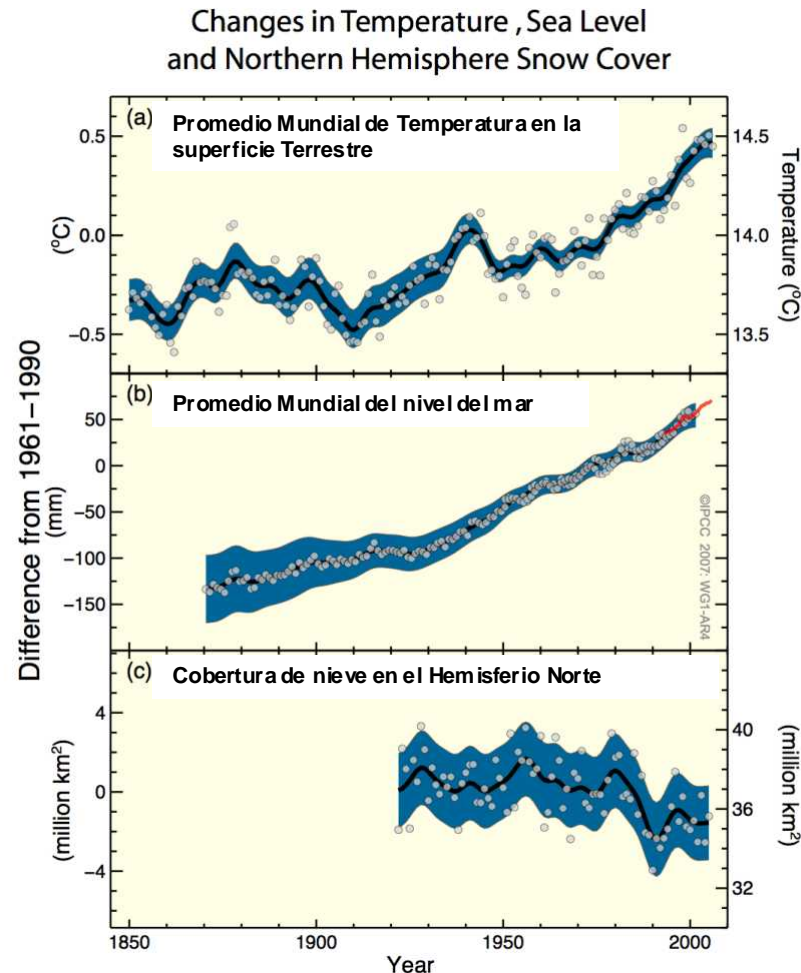 Changes in Temperature , Sea Level
and Northern Hemisphere Snow Cover
(a)
Promedio Mundial de Temperatura en la
superficie Terrestre
0.5
0.0
−0.5
(°C)
14.5
14.0
13.5
Temperature (°C)
Difference from 1961–1990
(b)
Promedio Mundial del nivel del mar
50
0
−50
−100
−150
(mm)
©IPCC 2007: WG1-AR4
(c)
Cobertura de nieve en el Hemisferio Norte
4
0
−4
(million km²)
40
36
32
(million km²)
1850
1900
1950
2000
Year